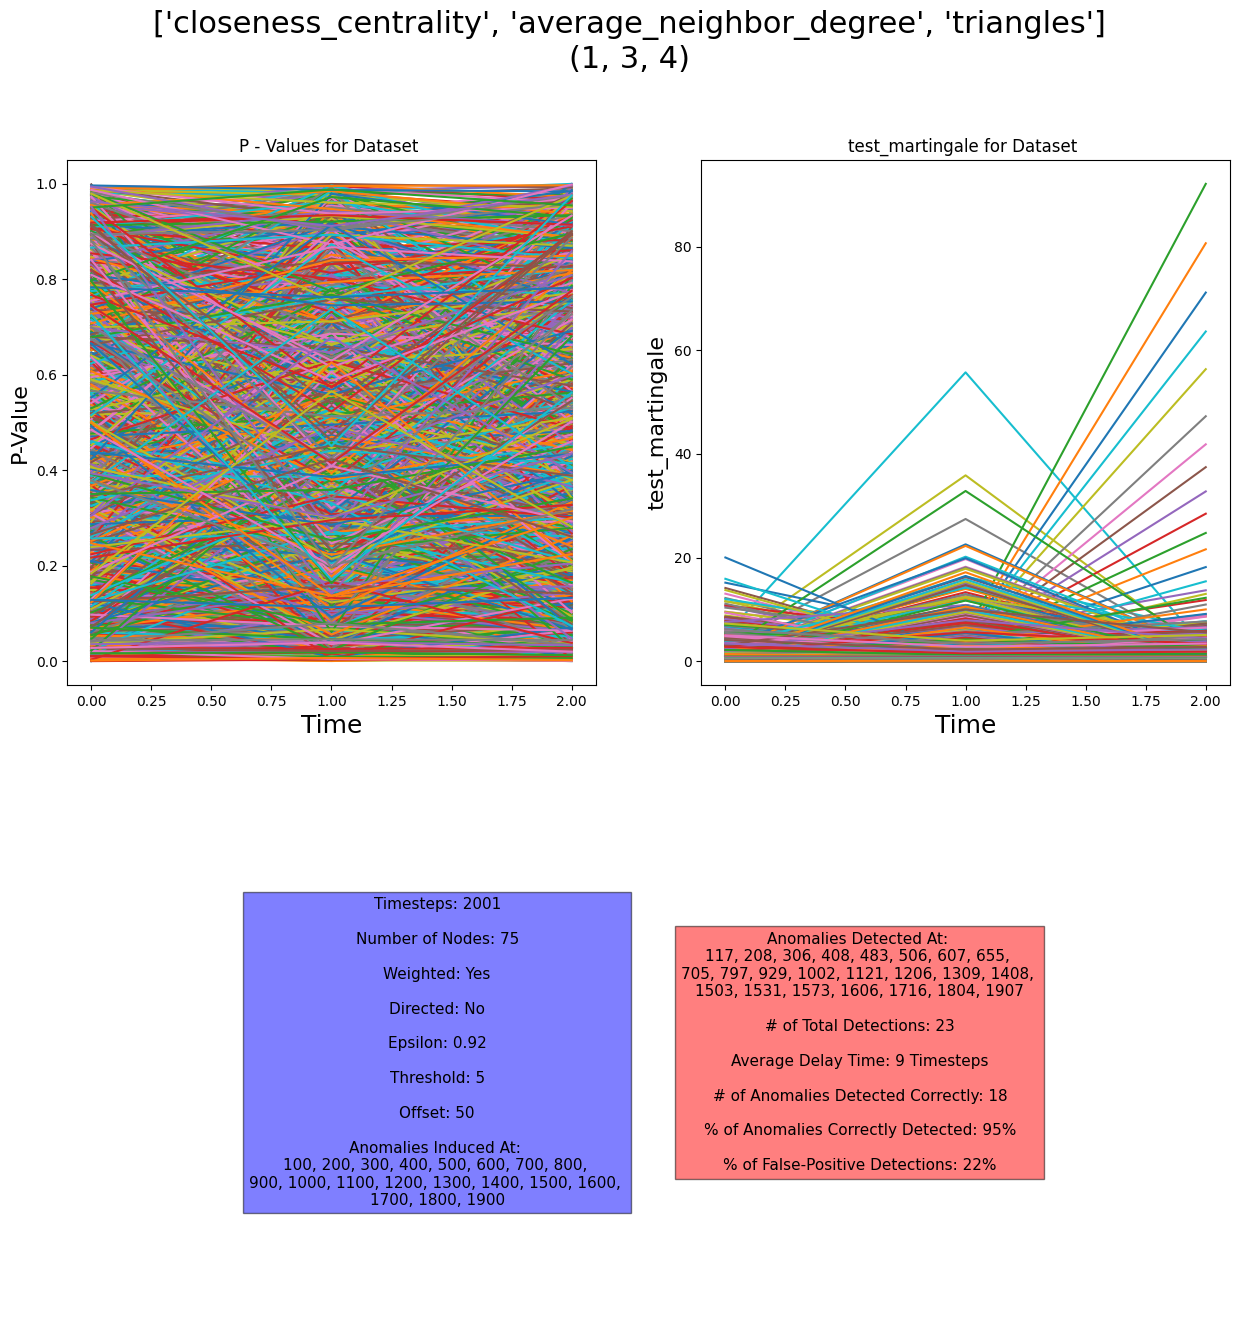 ['closeness_centrality', 'average_neighbor_degree', 'triangles']
(1, 3, 4)
P - Values for Dataset
P-Value
1.0
0.8
0.6
0.4
0.2
0.0
0.00 0.25 0.50 0.75 1.00 1.25 1.50 1.75 2.00
Time
test_martingale for Dataset
test_martingale
80
60
40
20
0
0.00 0.25 0.50 0.75 1.00 1.25 1.50 1.75 2.00
Time
Timesteps: 2001
Number of Nodes: 75
Weighted: Yes
Directed: No
Epsilon: 0.92
Threshold: 5
Offset: 50
Anomalies Induced At:
100, 200, 300, 400, 500, 600, 700, 800,
900, 1000, 1100, 1200, 1300, 1400, 1500, 1600,
1700, 1800, 1900
Anomalies Detected At:
117, 208, 306, 408, 483, 506, 607, 655,
705, 797, 929, 1002, 1121, 1206, 1309, 1408,
1503, 1531, 1573, 1606, 1716, 1804, 1907
# of Total Detections: 23
Average Delay Time: 9 Timesteps
# of Anomalies Detected Correctly: 18
% of Anomalies Correctly Detected: 95%
% of False-Positive Detections: 22%